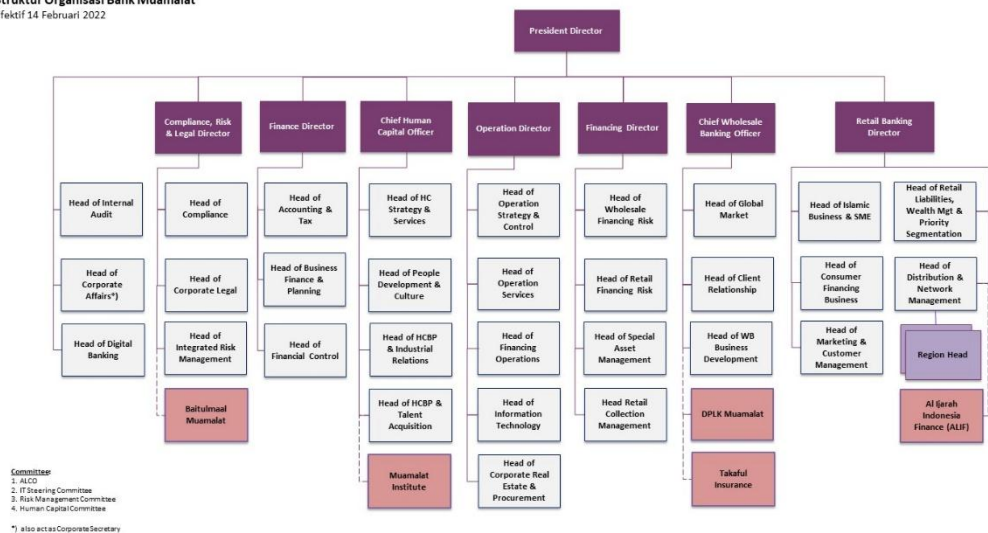 Struktur Organisasi Bank Muamalat
fektif 14 Februari 2022
President Director
Compliance, Risk
& Legal Director
Finance Director
Chief Human
Capital Officer
Operation Director
Financing Director
Chief Wholesale
Banking Officer
Retail Banking
Director
Head of Internal
Audit
Head of
Compliance
Head of
Accounting &
Tax
Head of HC
Strategy &
Services
Head of
Operation
Strategy &
Control
Head of
Wholesale
Financing Risk
Head of Global
Market
Head of Islamic
Business & SME
Head of Retail
Liabilities,
Wealth Mgt &
Priority
Segmentation
Head of
Corporate
Affairs*)
Head of
Corporate Legal
Head of Business
Finance &
Planning
Head of People
Development &
Culture
Head of
Operation
Services
Head of Retail
Financing Risk
Head of Client
Relationship
Head of
Consumer
Financing
Business
Head of
Distribution &
Network
Management
Head of Digital
Banking
Head of
Integrated Risk
Management
Head of
Financial Control
Head of HCBP
& Industrial
Relations
Head of
Financing
Operations
Head of Special
Asset
Management
Head of WB
Business
Development
Head of
Marketing &
Customer
Management
Region Head
Baitulmaal
Muamalat
Head of HCBP &
Talent
Acquisition
Head of
Information
Technology
Head Retail
Collection
Management
DPLK Muamalat
Al Ijarah
Indonesia
Finance (ALIF)
Muamalat
Institute
Head of
Corporate Real
Estate &
Procurement
Takaful
Insurance
Committee:
1. ALCO
2. IT Steering Committee
3. Risk Management Committee
4. Human Capital Committee
*) also act as Corporate Secretary